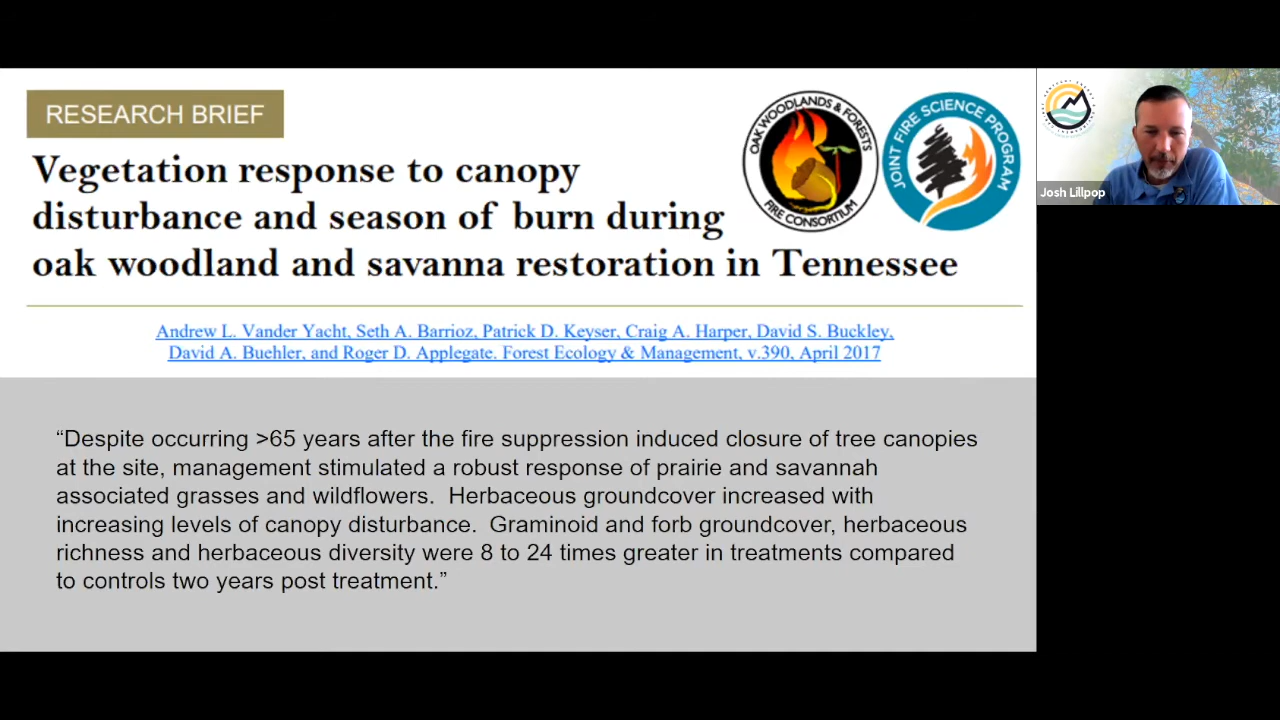 RESEARCH BRIEF
Vegetation response to canopy
disturbance and season of burn during
oak woodland and savanna restoration in Tennessee
OAK WOODLANDS & FORESTS
FIRE CONSORTIUM
JOINT FIRE SCIENCE PROGRAM
Andrew L. Vander Yacht, Seth A. Barrioz, Patrick D. Keyser, Craig A. Harper, David S. Buckley,
David A. Buehler, and Roger D. Applegate. Forest Ecology & Management, v.390, April 2017
“Despite occurring >65 years after the fire suppression induced closure of tree canopies
at the site, management stimulated a robust response of prairie and savannah
associated grasses and wildflowers.  Herbaceous groundcover increased with
increasing levels of canopy disturbance.  Graminoid and forb groundcover, herbaceous
richness and herbaceous diversity were 8 to 24 times greater in treatments compared
to controls two years post treatment.”
Josh Lillpop